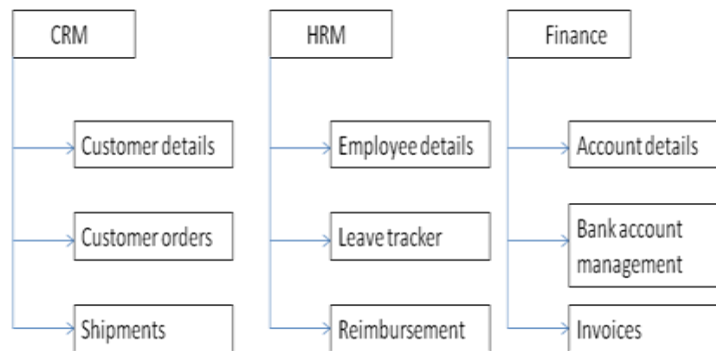 CRM
HRM
Finance
Customer details
Employee details
Account details
Customer orders
Leave tracker
Bank account
management
Shipments
Reimbursement
Invoices